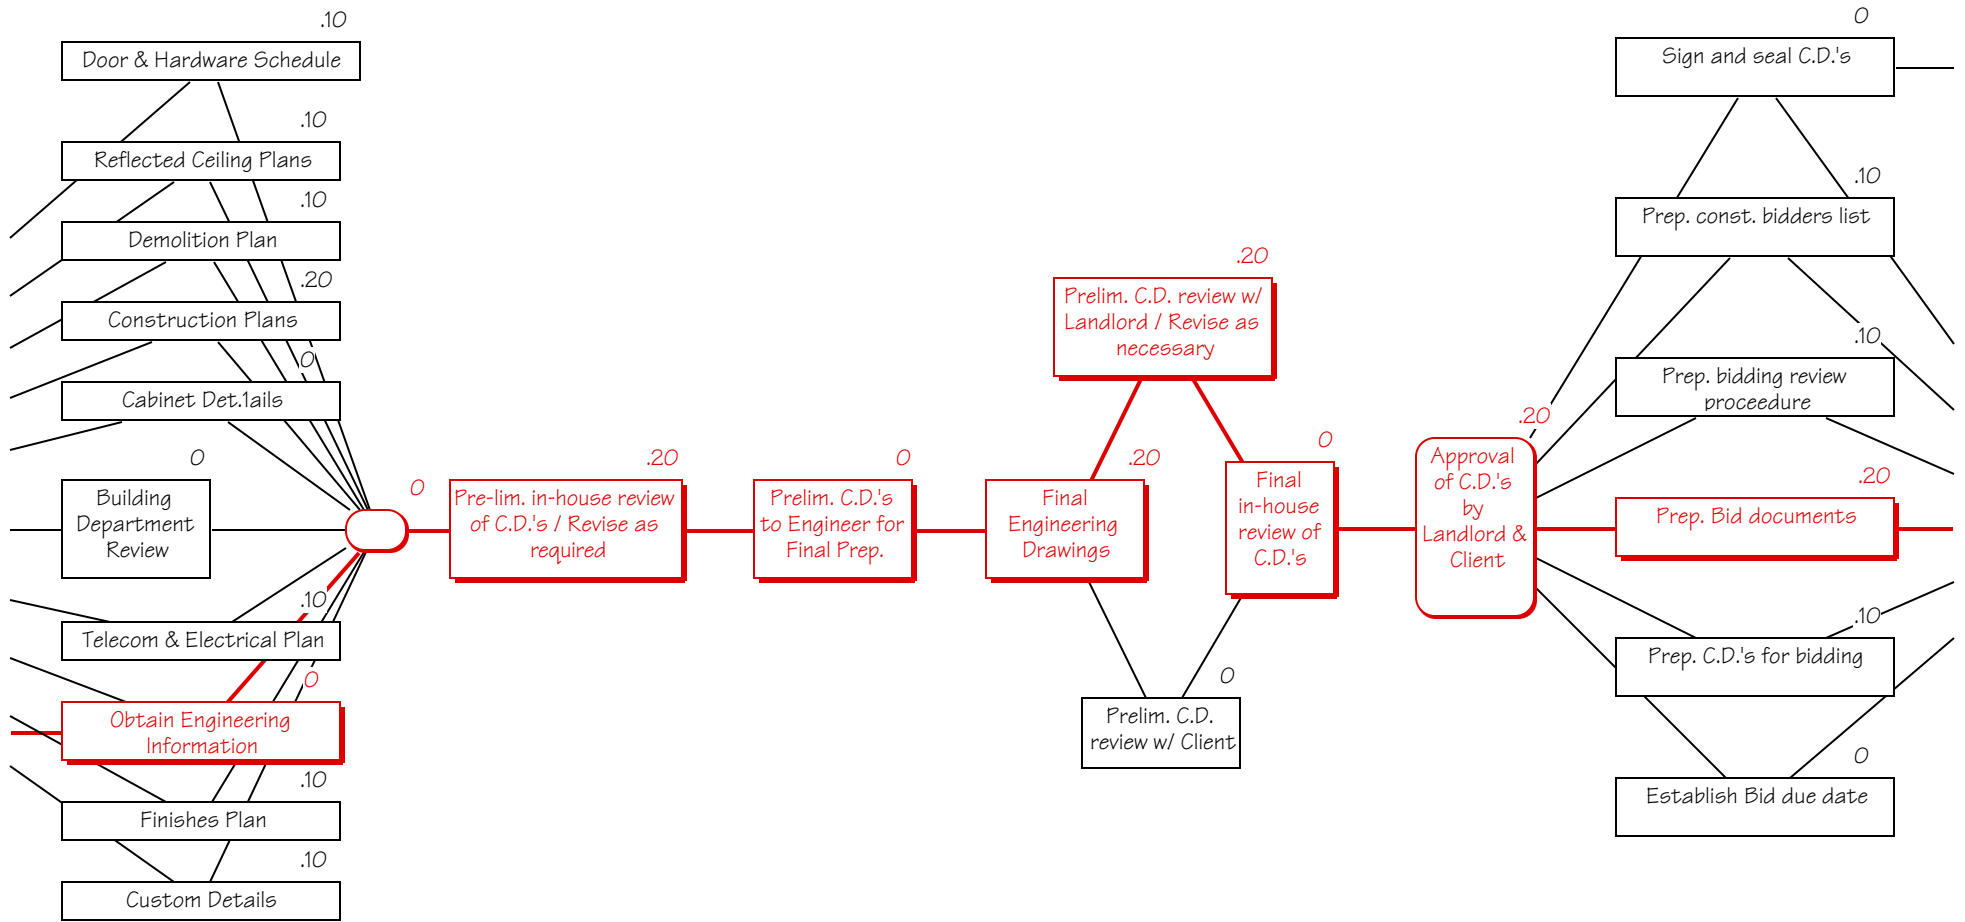 .10
Door & Hardware Schedule
.10
Reflected Ceiling Plans
.10
Demolition Plan
.20
Construction Plans
0
Cabinet Det.1ails
0
Building
Department
Review
.10
Telecom & Electrical Plan
0
Obtain Engineering
Information
.10
Finishes Plan
.10
Custom Details
0
.20
Pre-lim. in-house review
of C.D.'s / Revise as
required
0
Prelim. C.D.'s
to Engineer for
Final Prep.
.20
Final
Engineering
Drawings
.20
Prelim. C.D. review w/
Landlord / Revise as
necessary
0
Prelim. C.D.
review w/ Client
0
Final
in-house
review of
C.D.'s
.20
Approval
of C.D.'s
by
Landlord &
Client
0
Sign and seal C.D.'s
.10
Prep. const. bidders list
.10
Prep. bidding review
proceedure
.20
Prep. Bid documents
.10
Prep. C.D.'s for bidding
0
Establish Bid due date